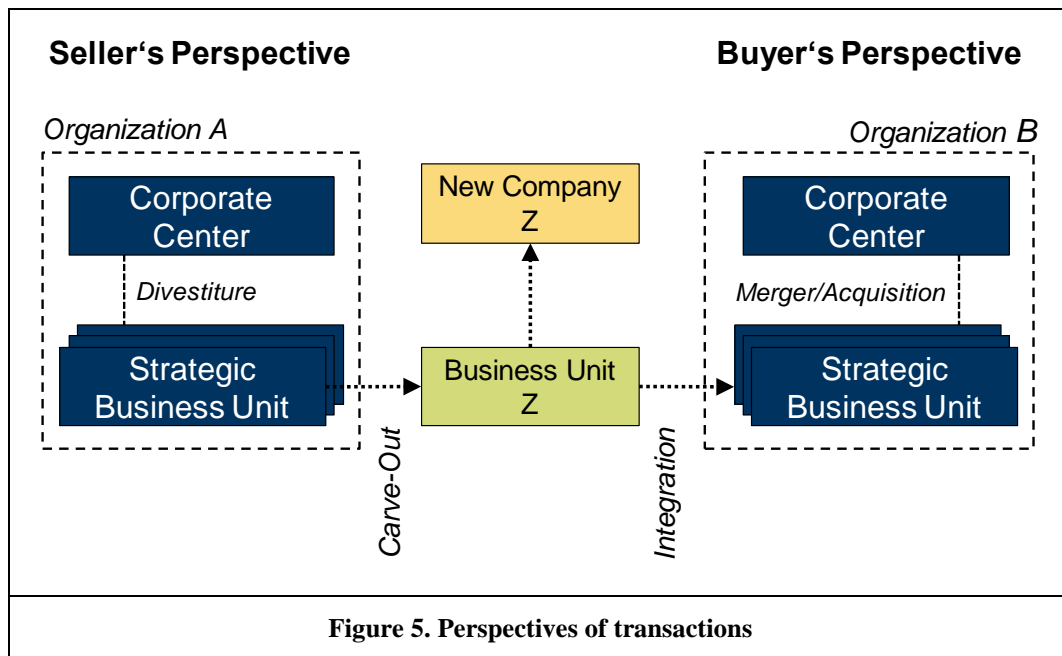 Seller‘s Perspective
Buyer‘s Perspective
Organization A
Organization B
Corporate
Center
New Company
Z
Corporate
Center
Divestiture
Merger/Acquisition
Strategic
Business Unit
Business Unit
Z
Strategic
Business Unit
Carve-Out
Integration
Figure 5. Perspectives of transactions